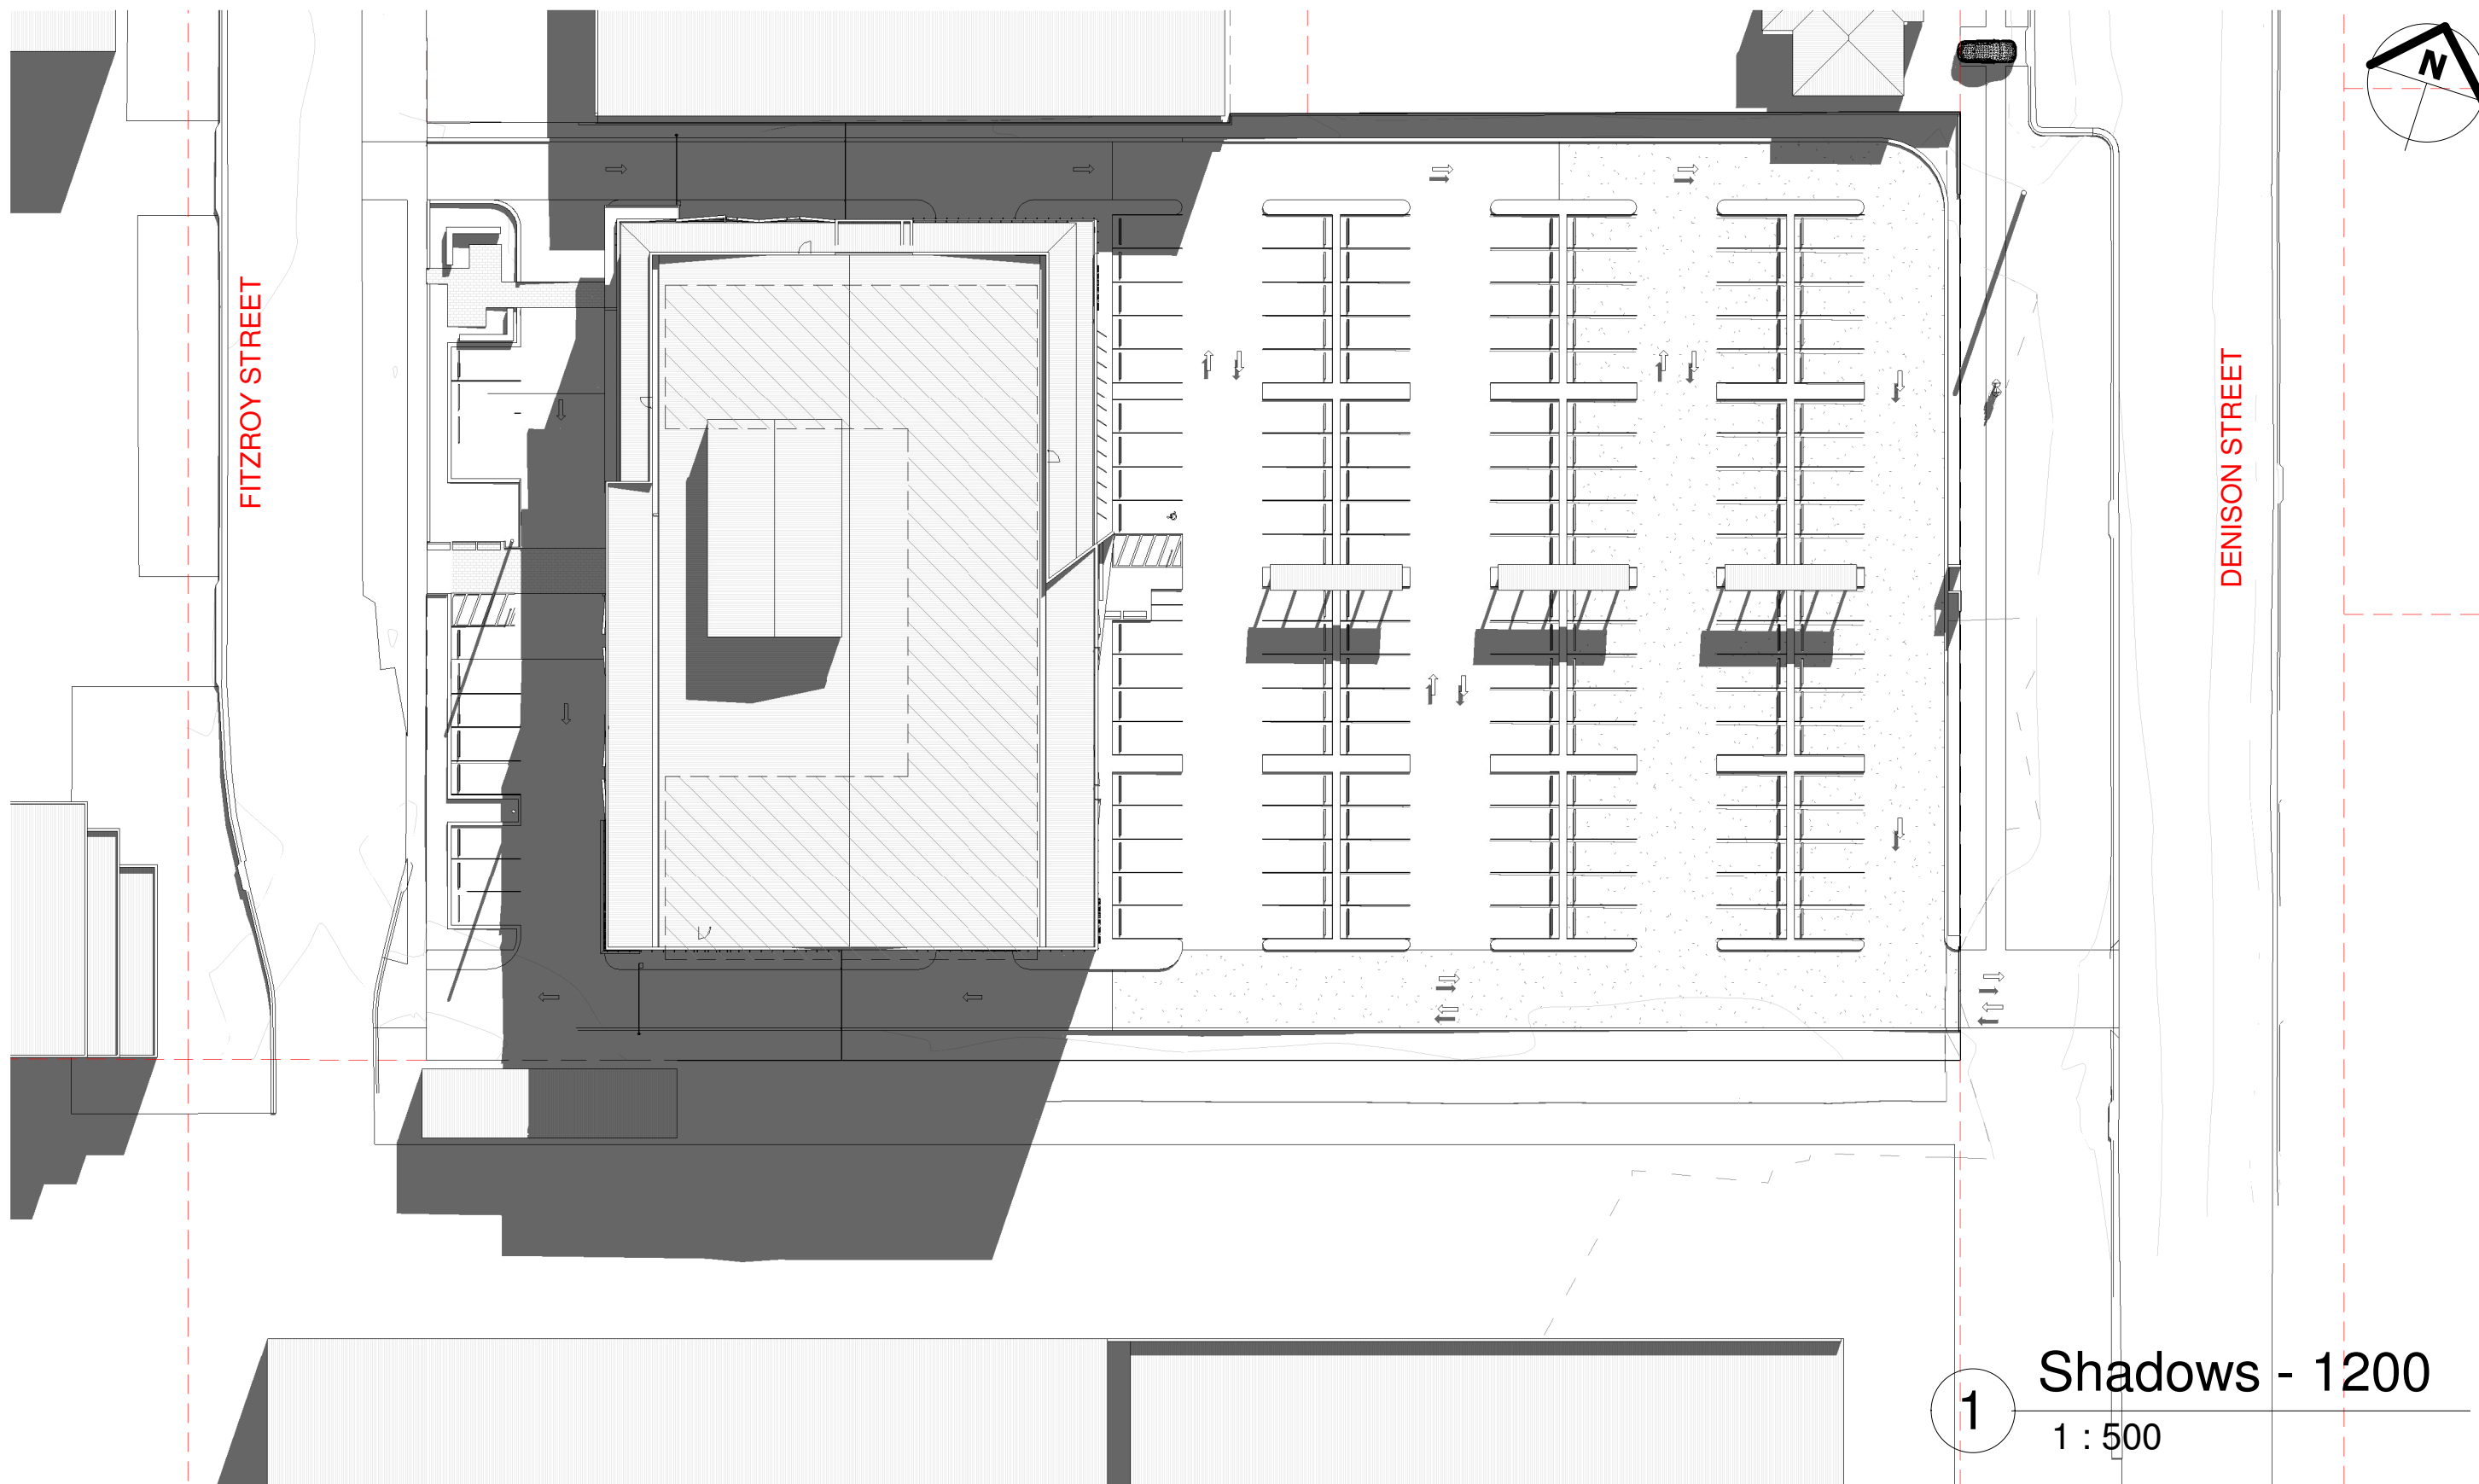 N
FITZROY STREET
DENISON STREET
1
Shadows - 1200
1 : 500